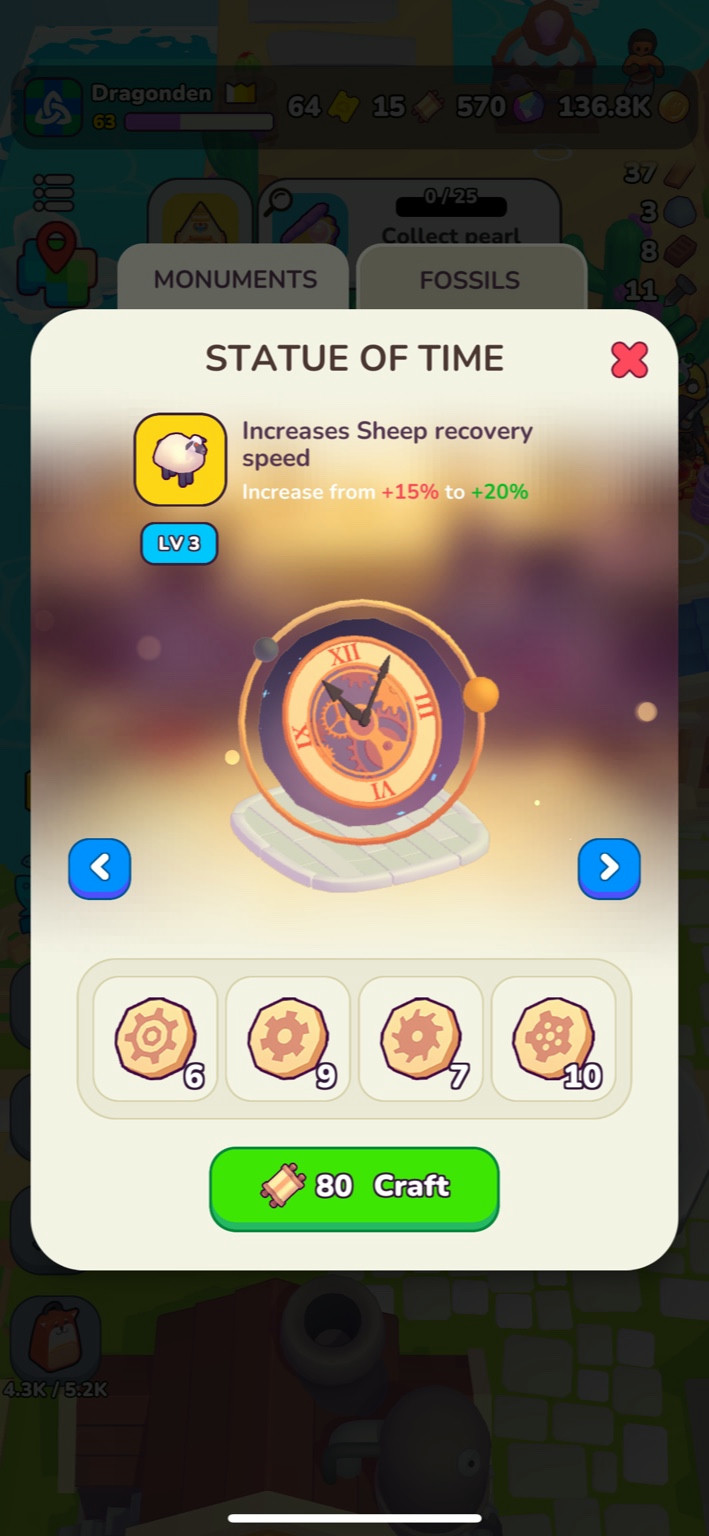 Dragonden
63
64
15
570
136.8K
37
0 / 25
Collect pearl
3
8
11
MONUMENTS
FOSSILS
STATUE OF TIME
Increases Sheep recovery
speed
Increase from +15% to +20%
LV 3
XII
III
VI
IX
6
9
7
10
80 Craft
4.3K / 5.2K